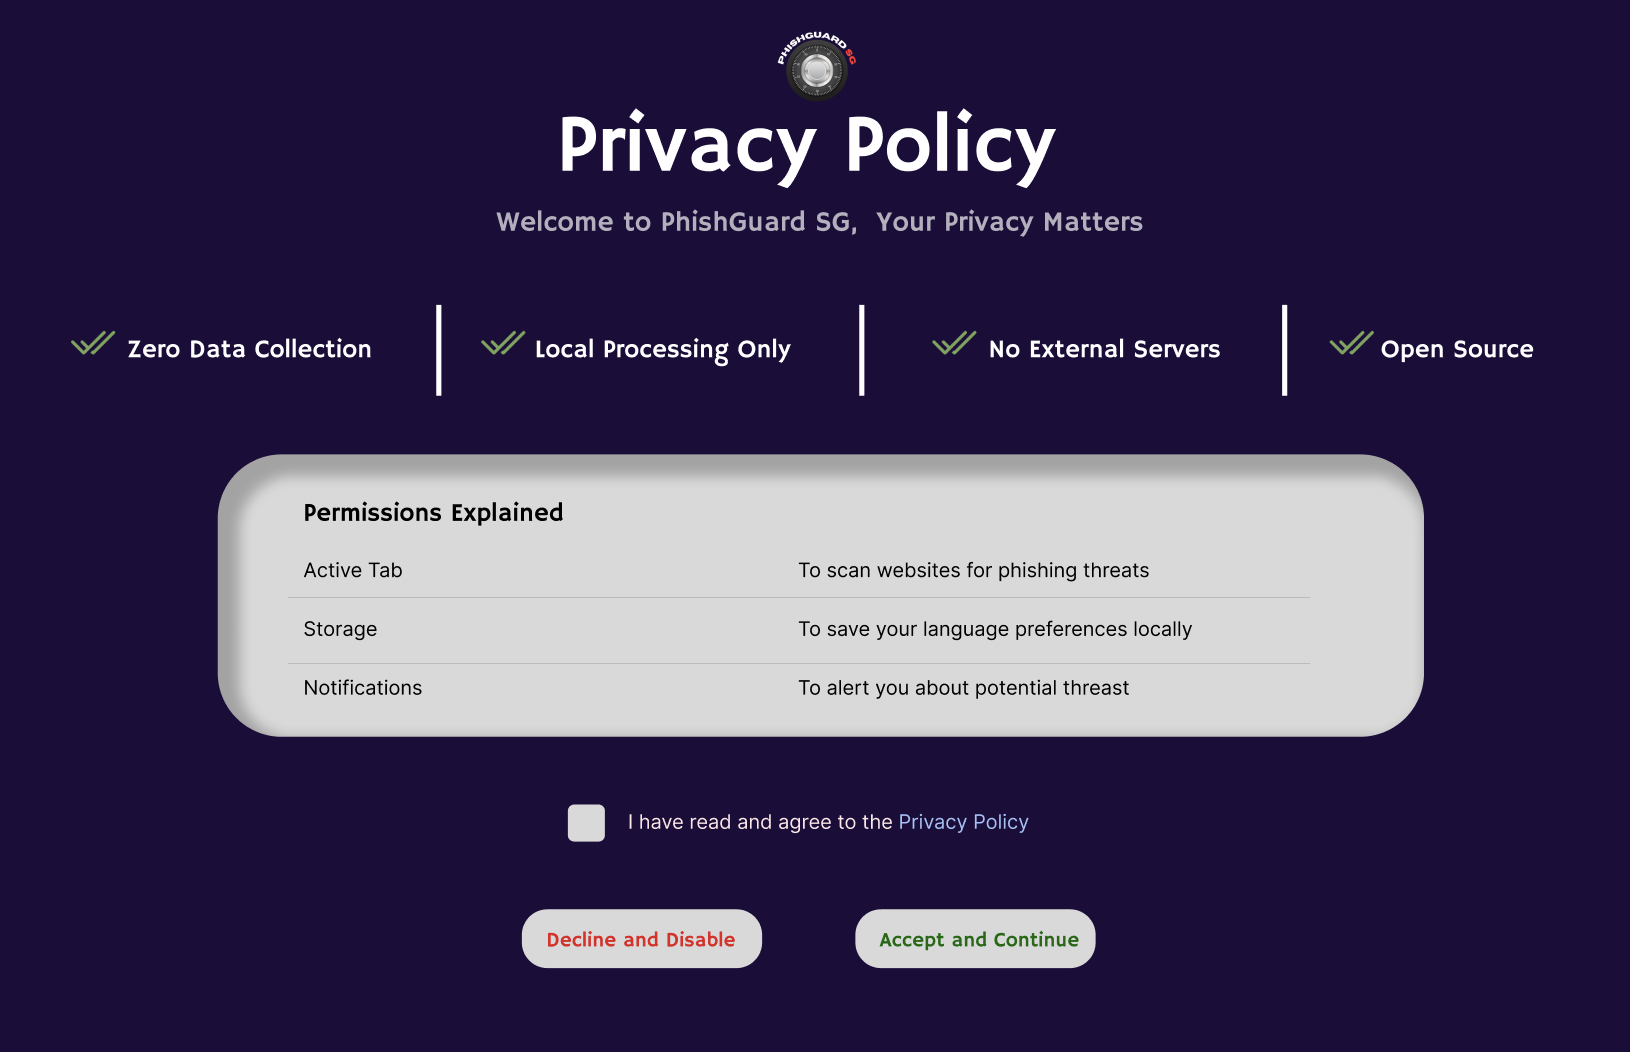 PHISHGUARD SG
Privacy Policy
Welcome to PhishGuard SG, Your Privacy Matters
Zero Data Collection
Local Processing Only
No External Servers
Open Source
Permissions Explained
Active Tab To scan websites for phishing threats
Storage To save your language preferences locally
Notifications To alert you about potential threast
I have read and agree to the Privacy Policy
Decline and Disable
Accept and Continue